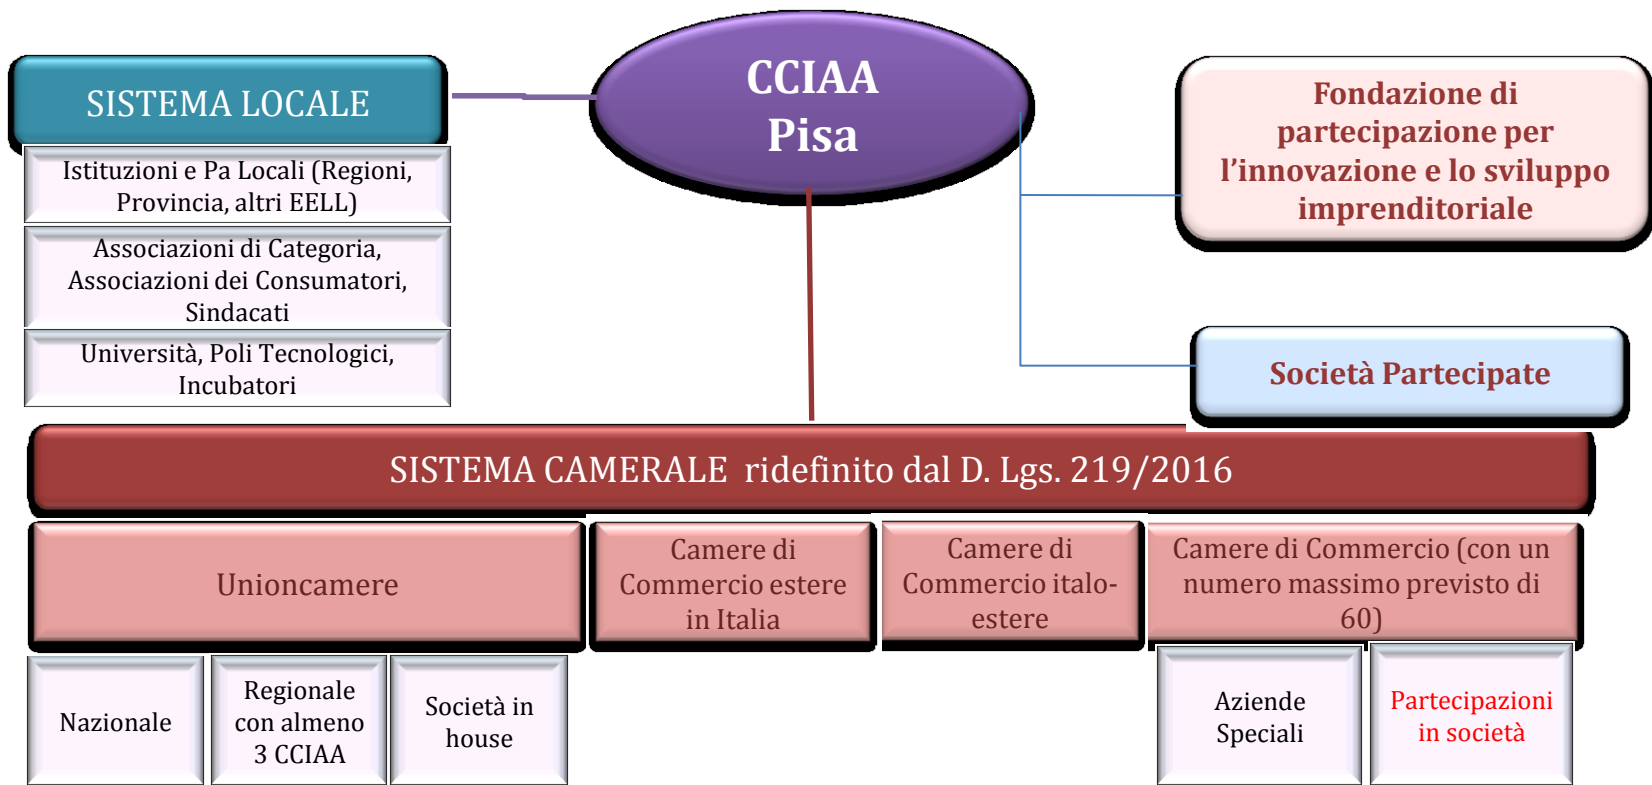 CCIAA
Pisa
SISTEMA LOCALE
Istituzioni e Pa Locali (Regioni,
Provincia, altri EELL)
Associazioni di Categoria,
Associazioni dei Consumatori,
Sindacati
Università, Poli Tecnologici,
Incubatori
Fondazione di
partecipazione per
l’innovazione e lo sviluppo
imprenditoriale
Società Partecipate
SISTEMA CAMERALE ridefinito dal D. Lgs. 219/2016
Unioncamere
Camere di
Commercio estere
in Italia
Camere di
Commercio italo-
estere
Camere di Commercio (con un
numero massimo previsto di
60)
Nazionale
Regionale
con almeno
3 CCIAA
Società in
house
Aziende
Speciali
Partecipazioni
in società